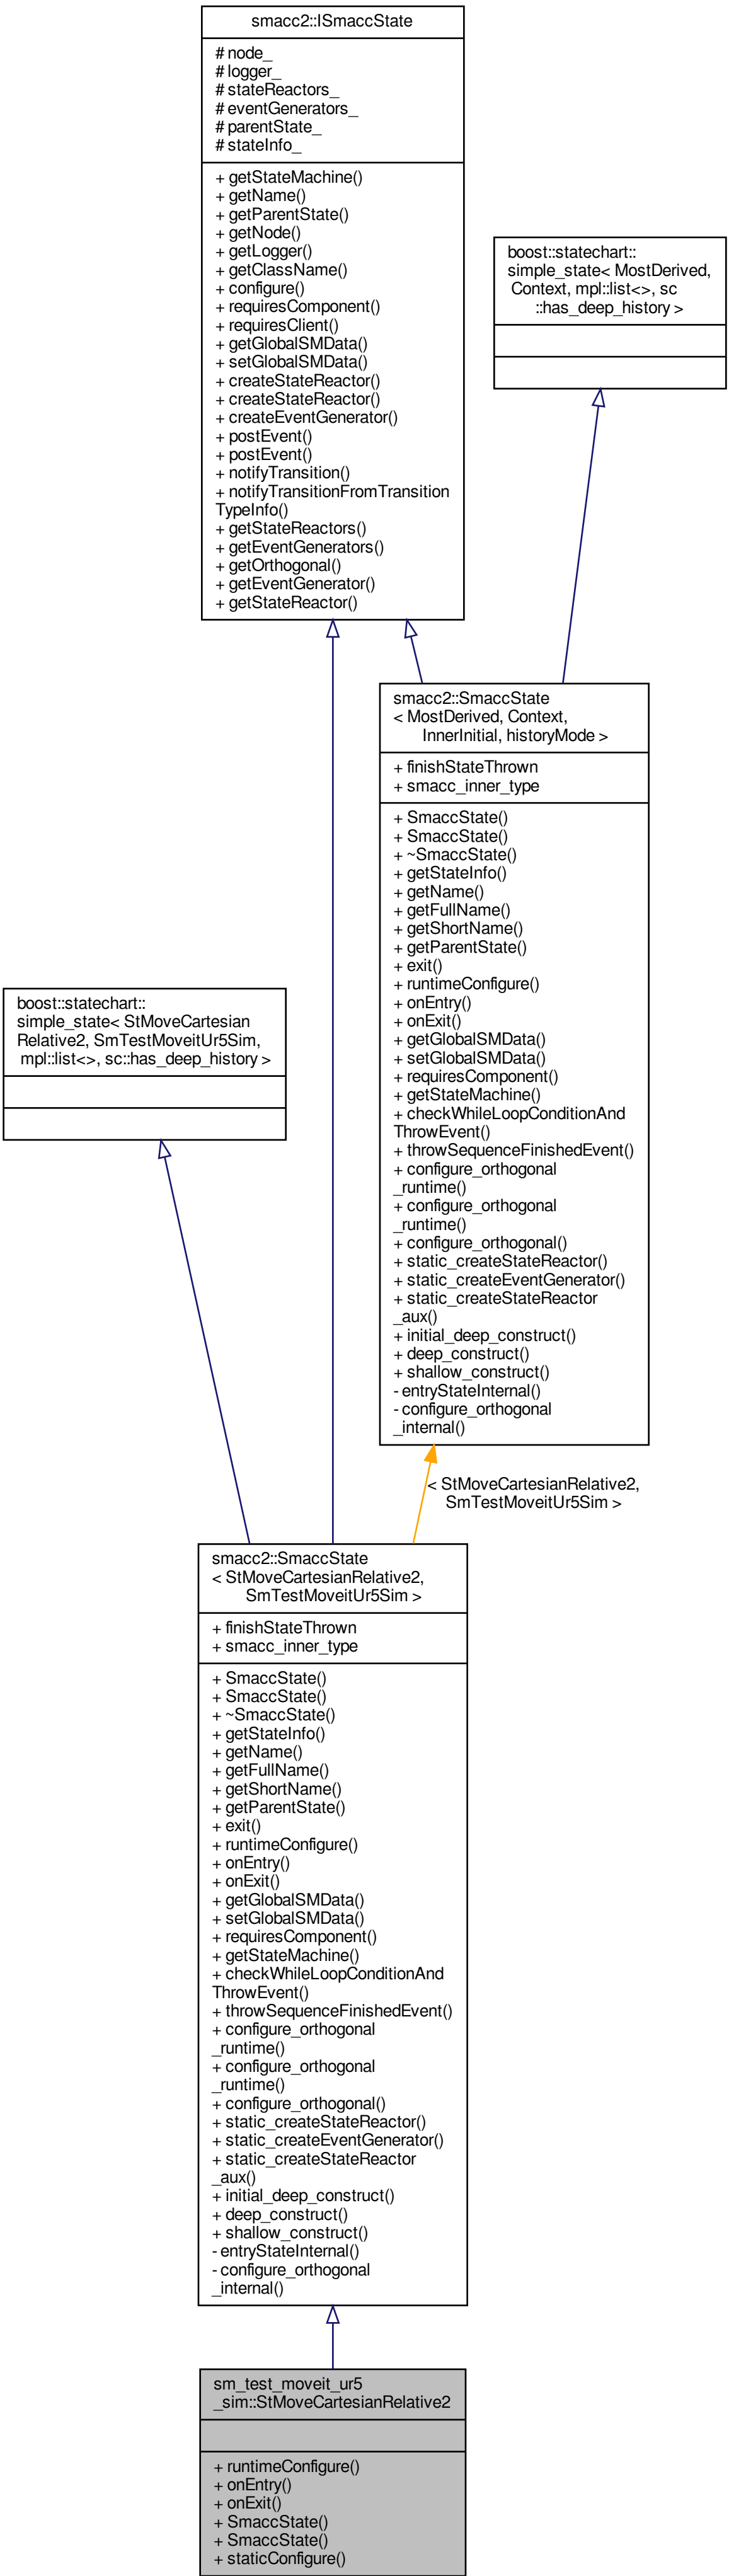 smacc2::ISmaccState
# node_
# logger_
# stateReactors_
# eventGenerators_
# parentState_
# stateInfo_
+ getStateMachine()
+ getName()
+ getParentState()
+ getNode()
+ getLogger()
+ getClassName()
+ configure()
+ requiresComponent()
+ requiresClient()
+ getGlobalSMData()
+ setGlobalSMData()
+ createStateReactor()
+ createStateReactor()
+ createEventGenerator()
+ postEvent()
+ postEvent()
+ notifyTransition()
+ notifyTransitionFromTransition
TypeInfo()
+ getStateReactors()
+ getEventGenerators()
+ getOrthogonal()
+ getEventGenerator()
+ getStateReactor()
boost::statechart::
simple_state< MostDerived,
Context, mpl::list<>, sc
::has_deep_history >
smacc2::SmaccState
< MostDerived, Context,
InnerInitial, historyMode >
+ finishStateThrown
+ smacc_inner_type
+ SmaccState()
+ SmaccState()
+ ~SmaccState()
+ getStateInfo()
+ getName()
+ getFullName()
+ getShortName()
+ getParentState()
+ exit()
+ runtimeConfigure()
+ onEntry()
+ onExit()
+ getGlobalSMData()
+ setGlobalSMData()
+ requiresComponent()
+ getStateMachine()
+ checkWhileLoopConditionAnd
ThrowEvent()
+ throwSequenceFinishedEvent()
+ configure_orthogonal
_runtime()
+ configure_orthogonal
_runtime()
+ configure_orthogonal()
+ static_createStateReactor()
+ static_createEventGenerator()
+ static_createStateReactor
_aux()
+ initial_deep_construct()
+ deep_construct()
+ shallow_construct()
- entryStateInternal()
- configure_orthogonal
_internal()
boost::statechart::
simple_state< StMoveCartesian
Relative2, SmTestMoveitUr5Sim,
mpl::list<>, sc::has_deep_history >
< StMoveCartesianRelative2,
SmTestMoveitUr5Sim >
smacc2::SmaccState
< StMoveCartesianRelative2,
SmTestMoveitUr5Sim >
+ finishStateThrown
+ smacc_inner_type
+ SmaccState()
+ SmaccState()
+ ~SmaccState()
+ getStateInfo()
+ getName()
+ getFullName()
+ getShortName()
+ getParentState()
+ exit()
+ runtimeConfigure()
+ onEntry()
+ onExit()
+ getGlobalSMData()
+ setGlobalSMData()
+ requiresComponent()
+ getStateMachine()
+ checkWhileLoopConditionAnd
ThrowEvent()
+ throwSequenceFinishedEvent()
+ configure_orthogonal
_runtime()
+ configure_orthogonal
_runtime()
+ configure_orthogonal()
+ static_createStateReactor()
+ static_createEventGenerator()
+ static_createStateReactor
_aux()
+ initial_deep_construct()
+ deep_construct()
+ shallow_construct()
- entryStateInternal()
- configure_orthogonal
_internal()
sm_test_moveit_ur5
_sim::StMoveCartesianRelative2
+ runtimeConfigure()
+ onEntry()
+ onExit()
+ SmaccState()
+ SmaccState()
+ staticConfigure()